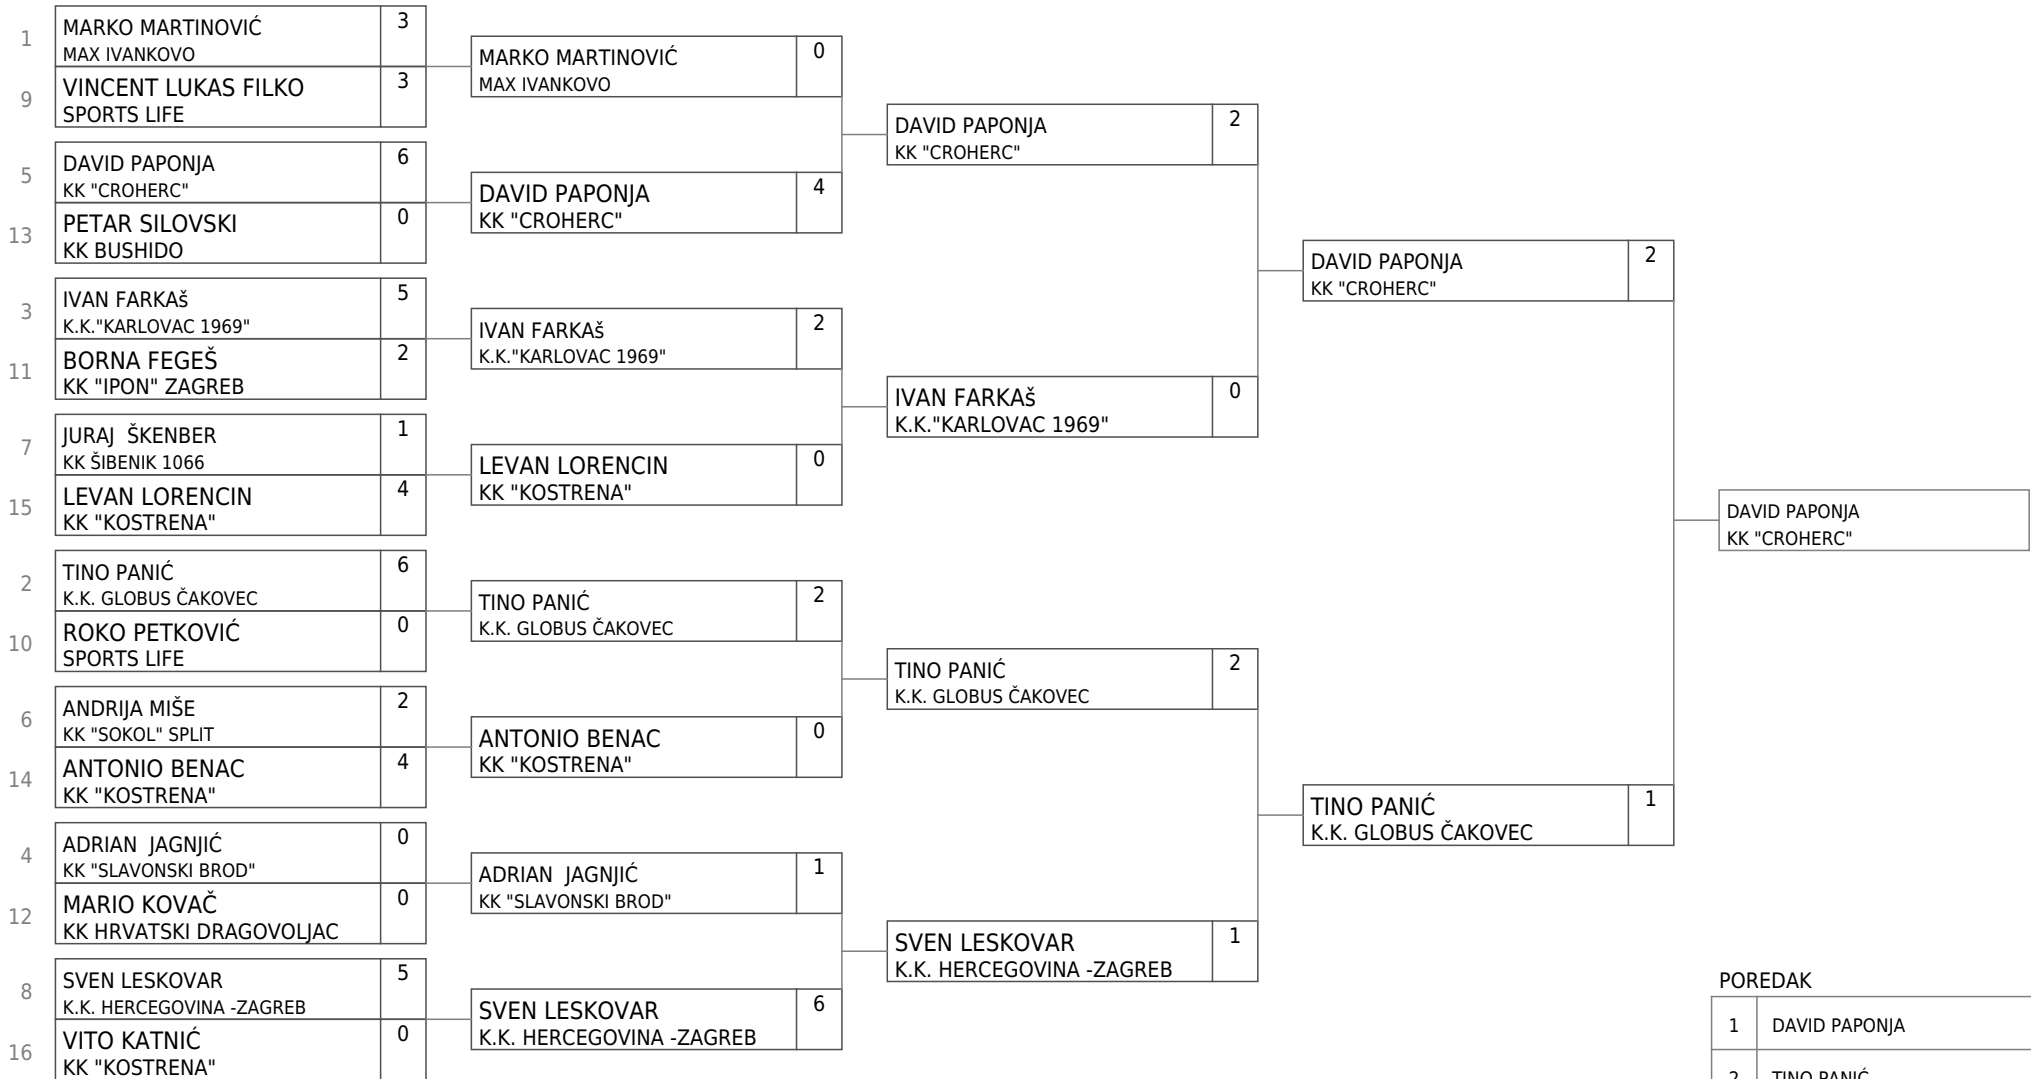 1
MARKO MARTINOVIĆ
3
MAX IVANKOVO
9
VINCENT LUKAS FILKO
3
SPORTS LIFE
5
DAVID PAPONJA
6
KK "CROHERC"
13
PETAR SILOVSKI
0
KK BUSHIDO
3
IVAN FARKAš
5
K.K."KARLOVAC 1969"
11
BORNA FEGEŠ
2
KK "IPON" ZAGREB
7
JURAJ  ŠKENBER
1
KK ŠIBENIK 1066
15
LEVAN LORENCIN
4
KK "KOSTRENA"
2
TINO PANIĆ
6
K.K. GLOBUS ČAKOVEC
10
ROKO PETKOVIĆ
0
SPORTS LIFE
6
ANDRIJA MIŠE
2
KK "SOKOL" SPLIT
14
ANTONIO BENAC
4
KK "KOSTRENA"
4
ADRIAN  JAGNJIĆ
0
KK "SLAVONSKI BROD"
12
MARIO KOVAČ
0
KK HRVATSKI DRAGOVOLJAC
8
SVEN LESKOVAR
5
K.K. HERCEGOVINA -ZAGREB
16
VITO KATNIĆ
0
KK "KOSTRENA"
MARKO MARTINOVIĆ
0
MAX IVANKOVO
DAVID PAPONJA
4
KK "CROHERC"
IVAN FARKAš
2
K.K."KARLOVAC 1969"
LEVAN LORENCIN
0
KK "KOSTRENA"
TINO PANIĆ
2
K.K. GLOBUS ČAKOVEC
ANTONIO BENAC
0
KK "KOSTRENA"
ADRIAN  JAGNJIĆ
1
KK "SLAVONSKI BROD"
SVEN LESKOVAR
6
K.K. HERCEGOVINA -ZAGREB
DAVID PAPONJA
2
KK "CROHERC"
IVAN FARKAš
0
K.K."KARLOVAC 1969"
TINO PANIĆ
2
K.K. GLOBUS ČAKOVEC
SVEN LESKOVAR
1
K.K. HERCEGOVINA -ZAGREB
DAVID PAPONJA
2
KK "CROHERC"
TINO PANIĆ
1
K.K. GLOBUS ČAKOVEC
DAVID PAPONJA
KK "CROHERC"
POREDAK
1 DAVID PAPONJA
2 TINO PANIĆ